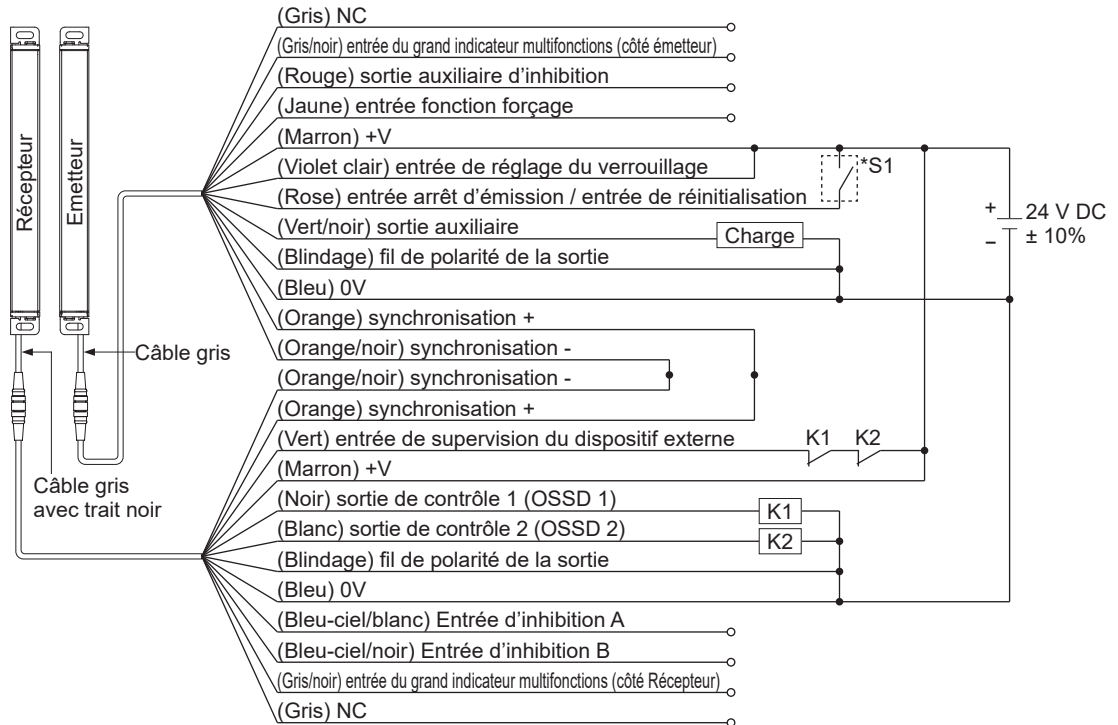 (Gris) NC
(Gris/noir) entrée du grand indicateur multifonctions (côté émetteur)
(Rouge) sortie auxiliaire d'inhibition
(Jaune) entrée fonction forçage
(Marron) +V
(Violet clair) entrée de réglage du verrouillage
*S1
(Rose) entrée arrêt d'émission / entrée de réinitialisation
+
24 V DC
(Vert/noir) sortie auxiliaire
Charge
−
± 10%
(Blindage) fil de polarité de la sortie
(Bleu) 0V
(Orange) synchronisation +
(Orange/noir) synchronisation -
(Orange/noir) synchronisation -
(Orange) synchronisation +
(Vert) entrée de supervision du dispositif externe
K1
K2
(Marron) +V
(Noir) sortie de contrôle 1 (OSSD 1)
K1
(Blanc) sortie de contrôle 2 (OSSD 2)
K2
(Blindage) fil de polarité de la sortie
(Bleu) 0V
(Bleu-ciel/blanc) Entrée d'inhibition A
(Bleu-ciel/noir) Entrée d'inhibition B
(Gris/noir) entrée du grand indicateur multifonctions (côté Récepteur)
(Gris) NC
Récepteur
Emetteur
Câble gris
Câble gris
avec trait noir